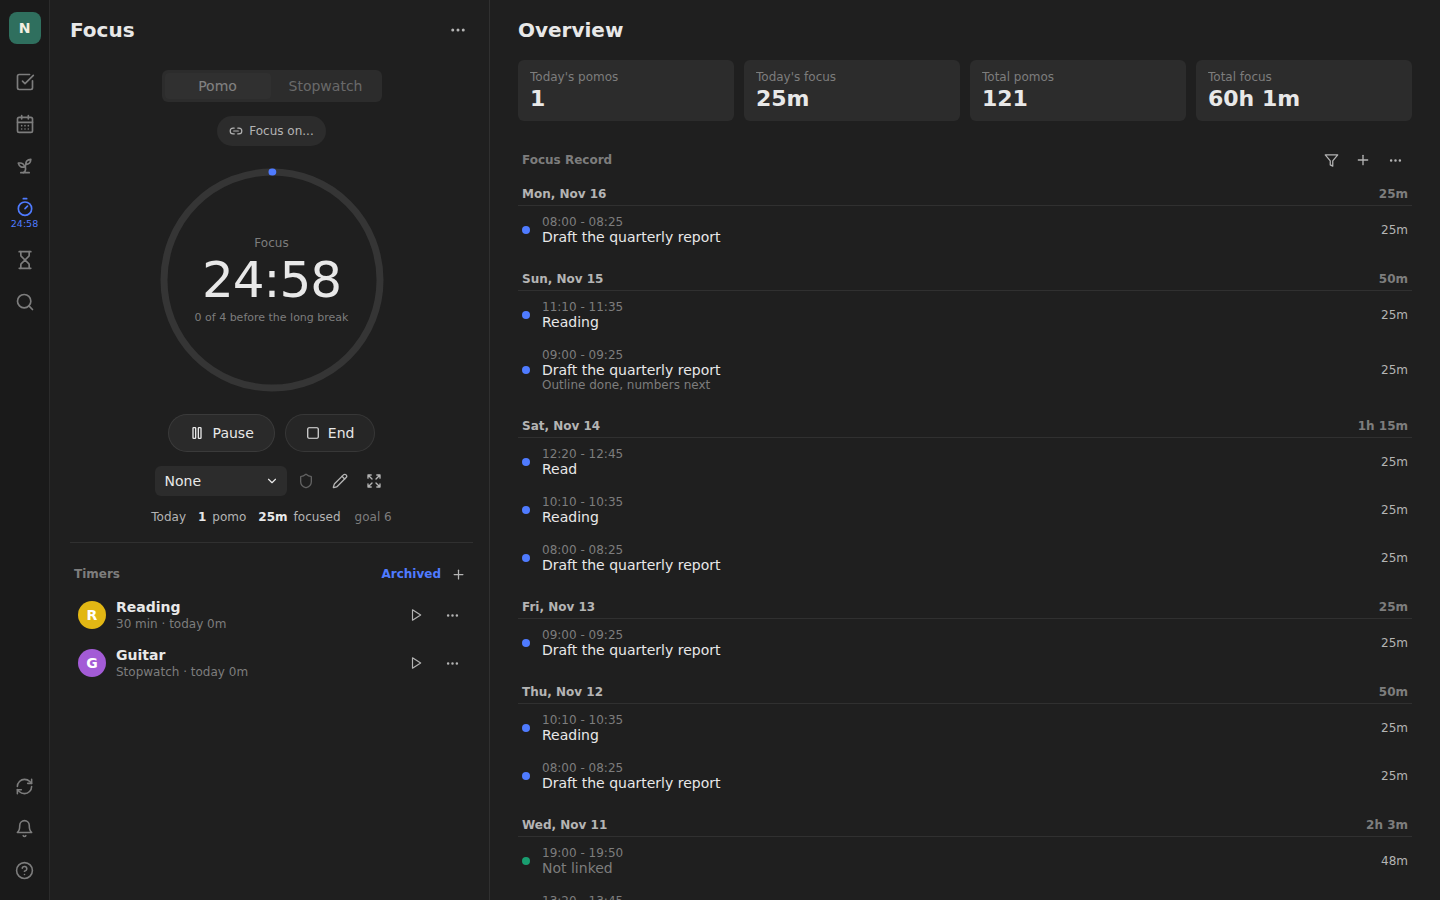 N
24:58
Focus
Pomo Stopwatch
Focus on...
Focus
24:58
0 of 4 before the long break
Pause End
None
Today 1 pomo 25m focused goal 6
Timers Archived
R Reading
30 min · today 0m
G Guitar
Stopwatch · today 0m
Overview
Today's pomos
1
Today's focus
25m
Total pomos
121
Total focus
60h 1m
Focus Record
Mon, Nov 16 25m
08:00 - 08:25
Draft the quarterly report 25m
Sun, Nov 15 50m
11:10 - 11:35
Reading 25m
09:00 - 09:25
Draft the quarterly report 25m
Outline done, numbers next
Sat, Nov 14 1h 15m
12:20 - 12:45
Read 25m
10:10 - 10:35
Reading 25m
08:00 - 08:25
Draft the quarterly report 25m
Fri, Nov 13 25m
09:00 - 09:25
Draft the quarterly report 25m
Thu, Nov 12 50m
10:10 - 10:35
Reading 25m
08:00 - 08:25
Draft the quarterly report 25m
Wed, Nov 11 2h 3m
19:00 - 19:50
Not linked 48m